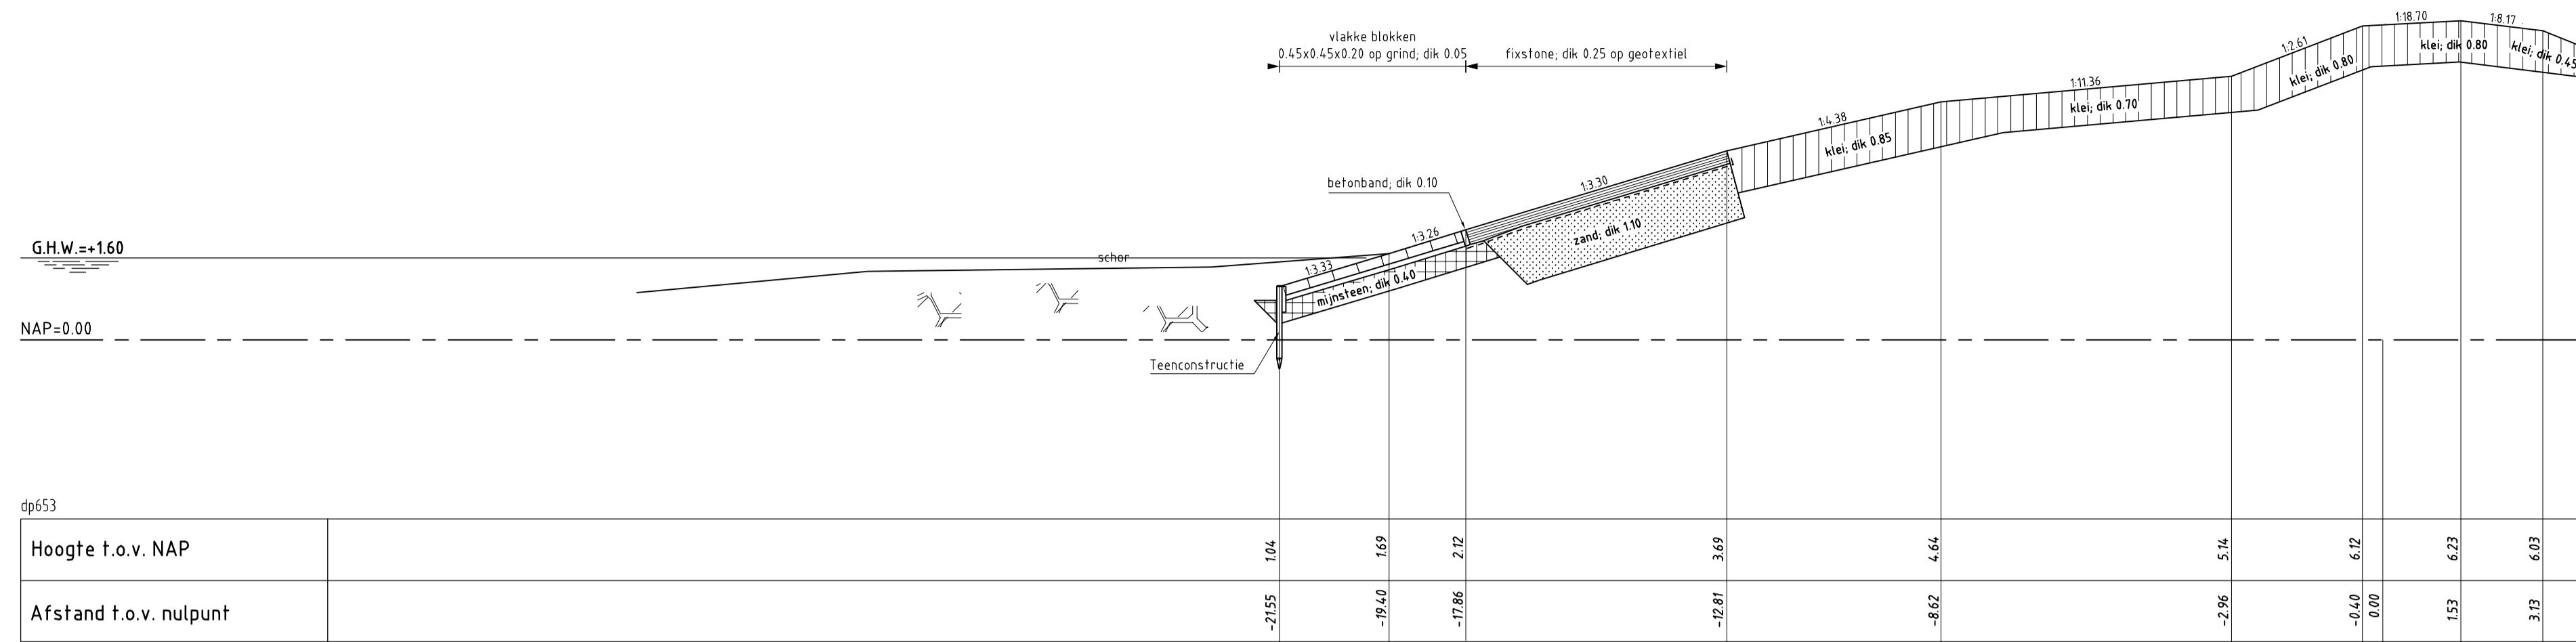 1:18.70
1:8.17
vlakke blokken
0.45x0.45x0.20 op grind; dik 0.05
fixstone; dik 0.25 op geotextiel
1:2.61
klei; dik 0.80
klei; dik 0.80
klei; dik 0.45
1:11.36
klei; dik 0.70
1:4.38
klei; dik 0.85
betonband; dik 0.10
1:3.30
zand; dik 1.10
1:3.26
G.H.W.=+1.60
schor
1:3.33
mijnsteen; dik 0.40
NAP=0.00
Teenconstructie
dp653
Hoogte t.o.v. NAP 1.04 1.69 2.12 3.69 4.64 5.14 6.12 6.23 6.03
Afstand t.o.v. nulpunt -21.55 -19.40 -17.86 -12.81 -8.62 -2.96 -0.40 0.00 1.53 3.13